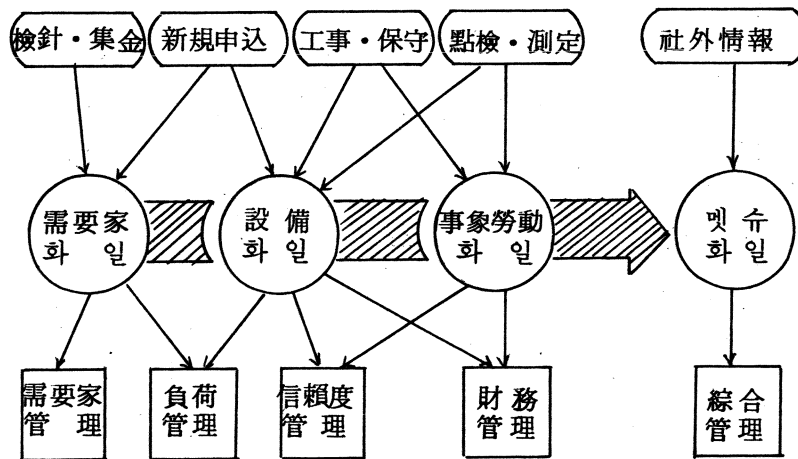 檢針・集金
新規申込
工事・保守
點檢・測定
社外情報
需要家
화일
設備
화일
事象勞動
화일
멧슈
화일
需要家
管理
負荷
管理
信賴度
管理
財務
管理
綜合
管理